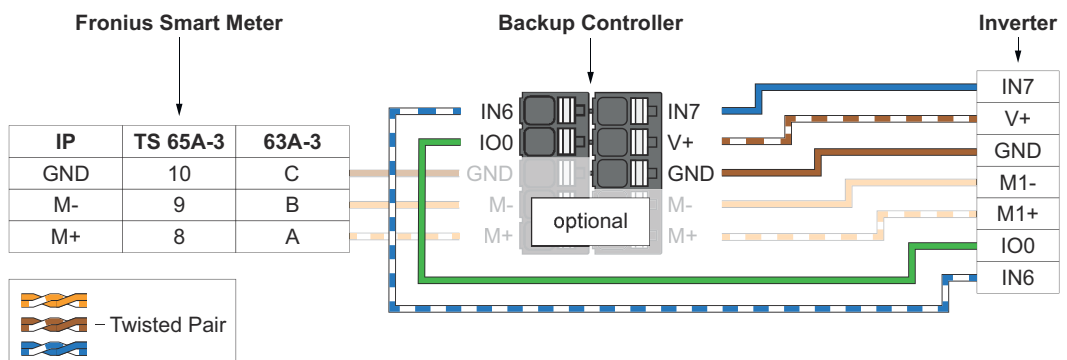 Fronius Smart Meter
Backup Controller
Inverter
IP TS 65A-3 63A-3
GND 10 C
M- 9 B
M+ 8 A
IN6
IO0
GND
M-
M+
optional
IN7
V+
GND
M-
M+
IN7
V+
GND
M1-
M1+
IO0
IN6
– Twisted Pair